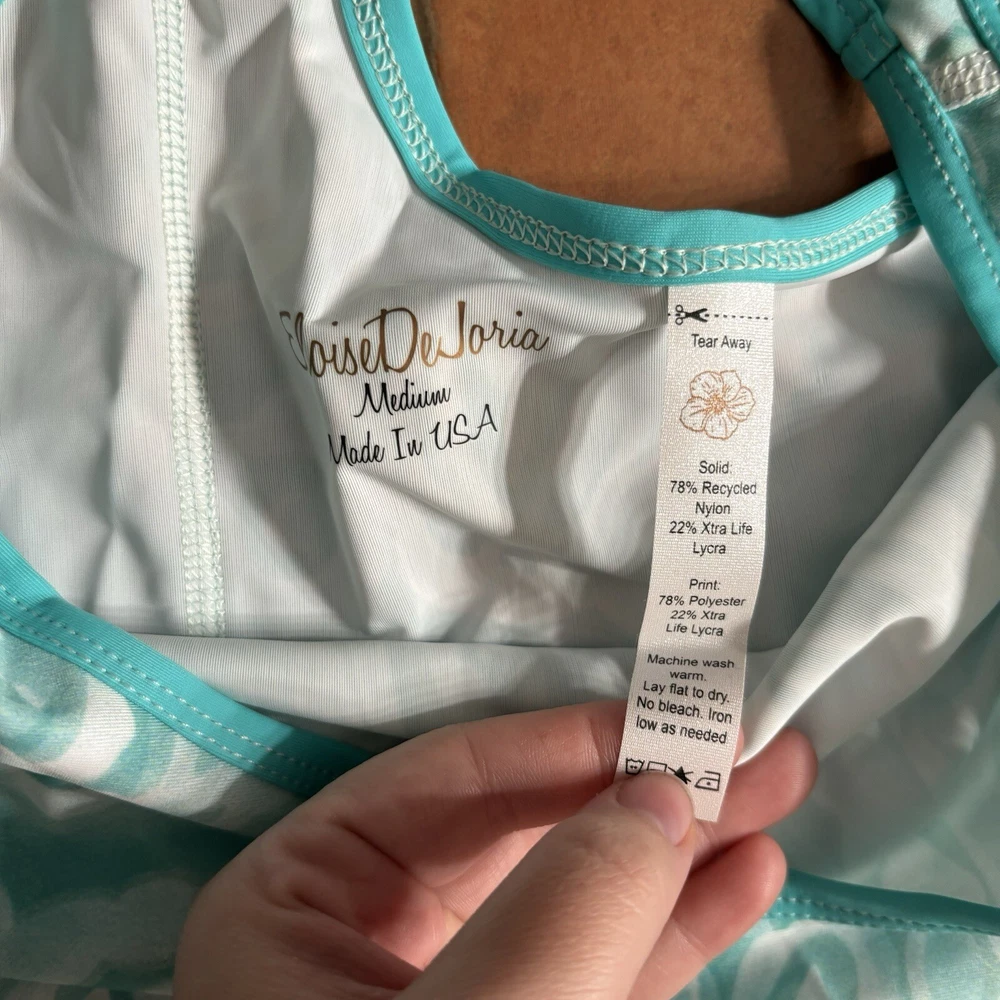 EloiseDeJoria
Medium
Made In USA
Tear Away
Solid:
78% Recycled
Nylon
22% Xtra Life
Lycra
Print:
78% Polyester
22% Xtra
Life Lycra
Machine wash
warm.
Lay flat to dry.
No bleach. Iron
low as needed